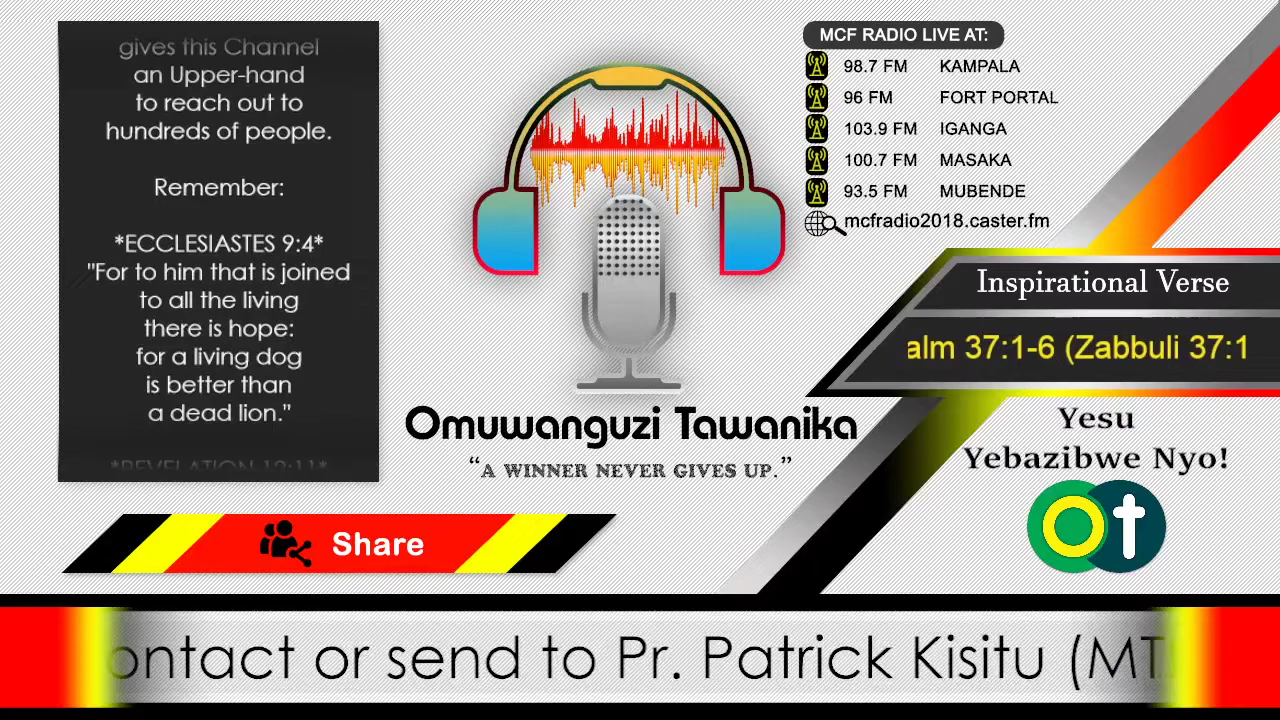 gives this Channel
an Upper-hand
to reach out to
hundreds of people.
Remember:
*ECCLESIASTES 9:4*
"For to him that is joined
to all the living
there is hope:
for a living dog
is better than
a dead lion."
*REVELATION 12:11*
MCF RADIO LIVE AT:
98.7 FM KAMPALA
96 FM FORT PORTAL
103.9 FM IGANGA
100.7 FM MASAKA
93.5 FM MUBENDE
mcfradio2018.caster.fm
Inspirational Verse
alm 37:1-6 (Zabbuli 37:1
Omuwanguzi Tawanika
“A WINNER NEVER GIVES UP.”
Yesu
Yebazibwe Nyo!
ot
Share
ontact or send to Pr. Patrick Kisitu (MT